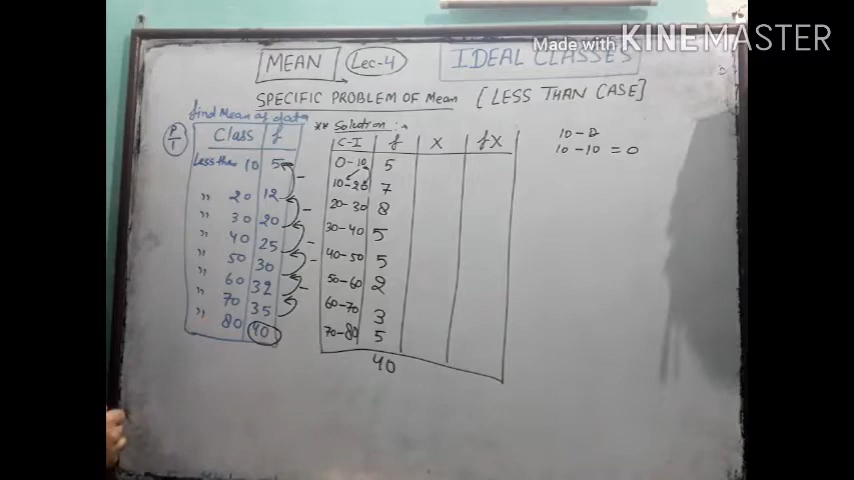 Made with KINEMASTER
MEAN Lec-4 IDEAL CLASSES
SPECIFIC PROBLEM OF Mean [LESS THAN CASE]
find Mean of data
P/1
Class f
Less than 10 5
,, 20 12
,, 30 20
,, 40 25
,, 50 30
,, 60 32
,, 70 35
,, 80 40
** Solution :-
C-I f X fX
0-10 5
10-20 7
20-30 8
30-40 5
40-50 5
50-60 2
60-70 3
70-80 5
40
10-10 = 0